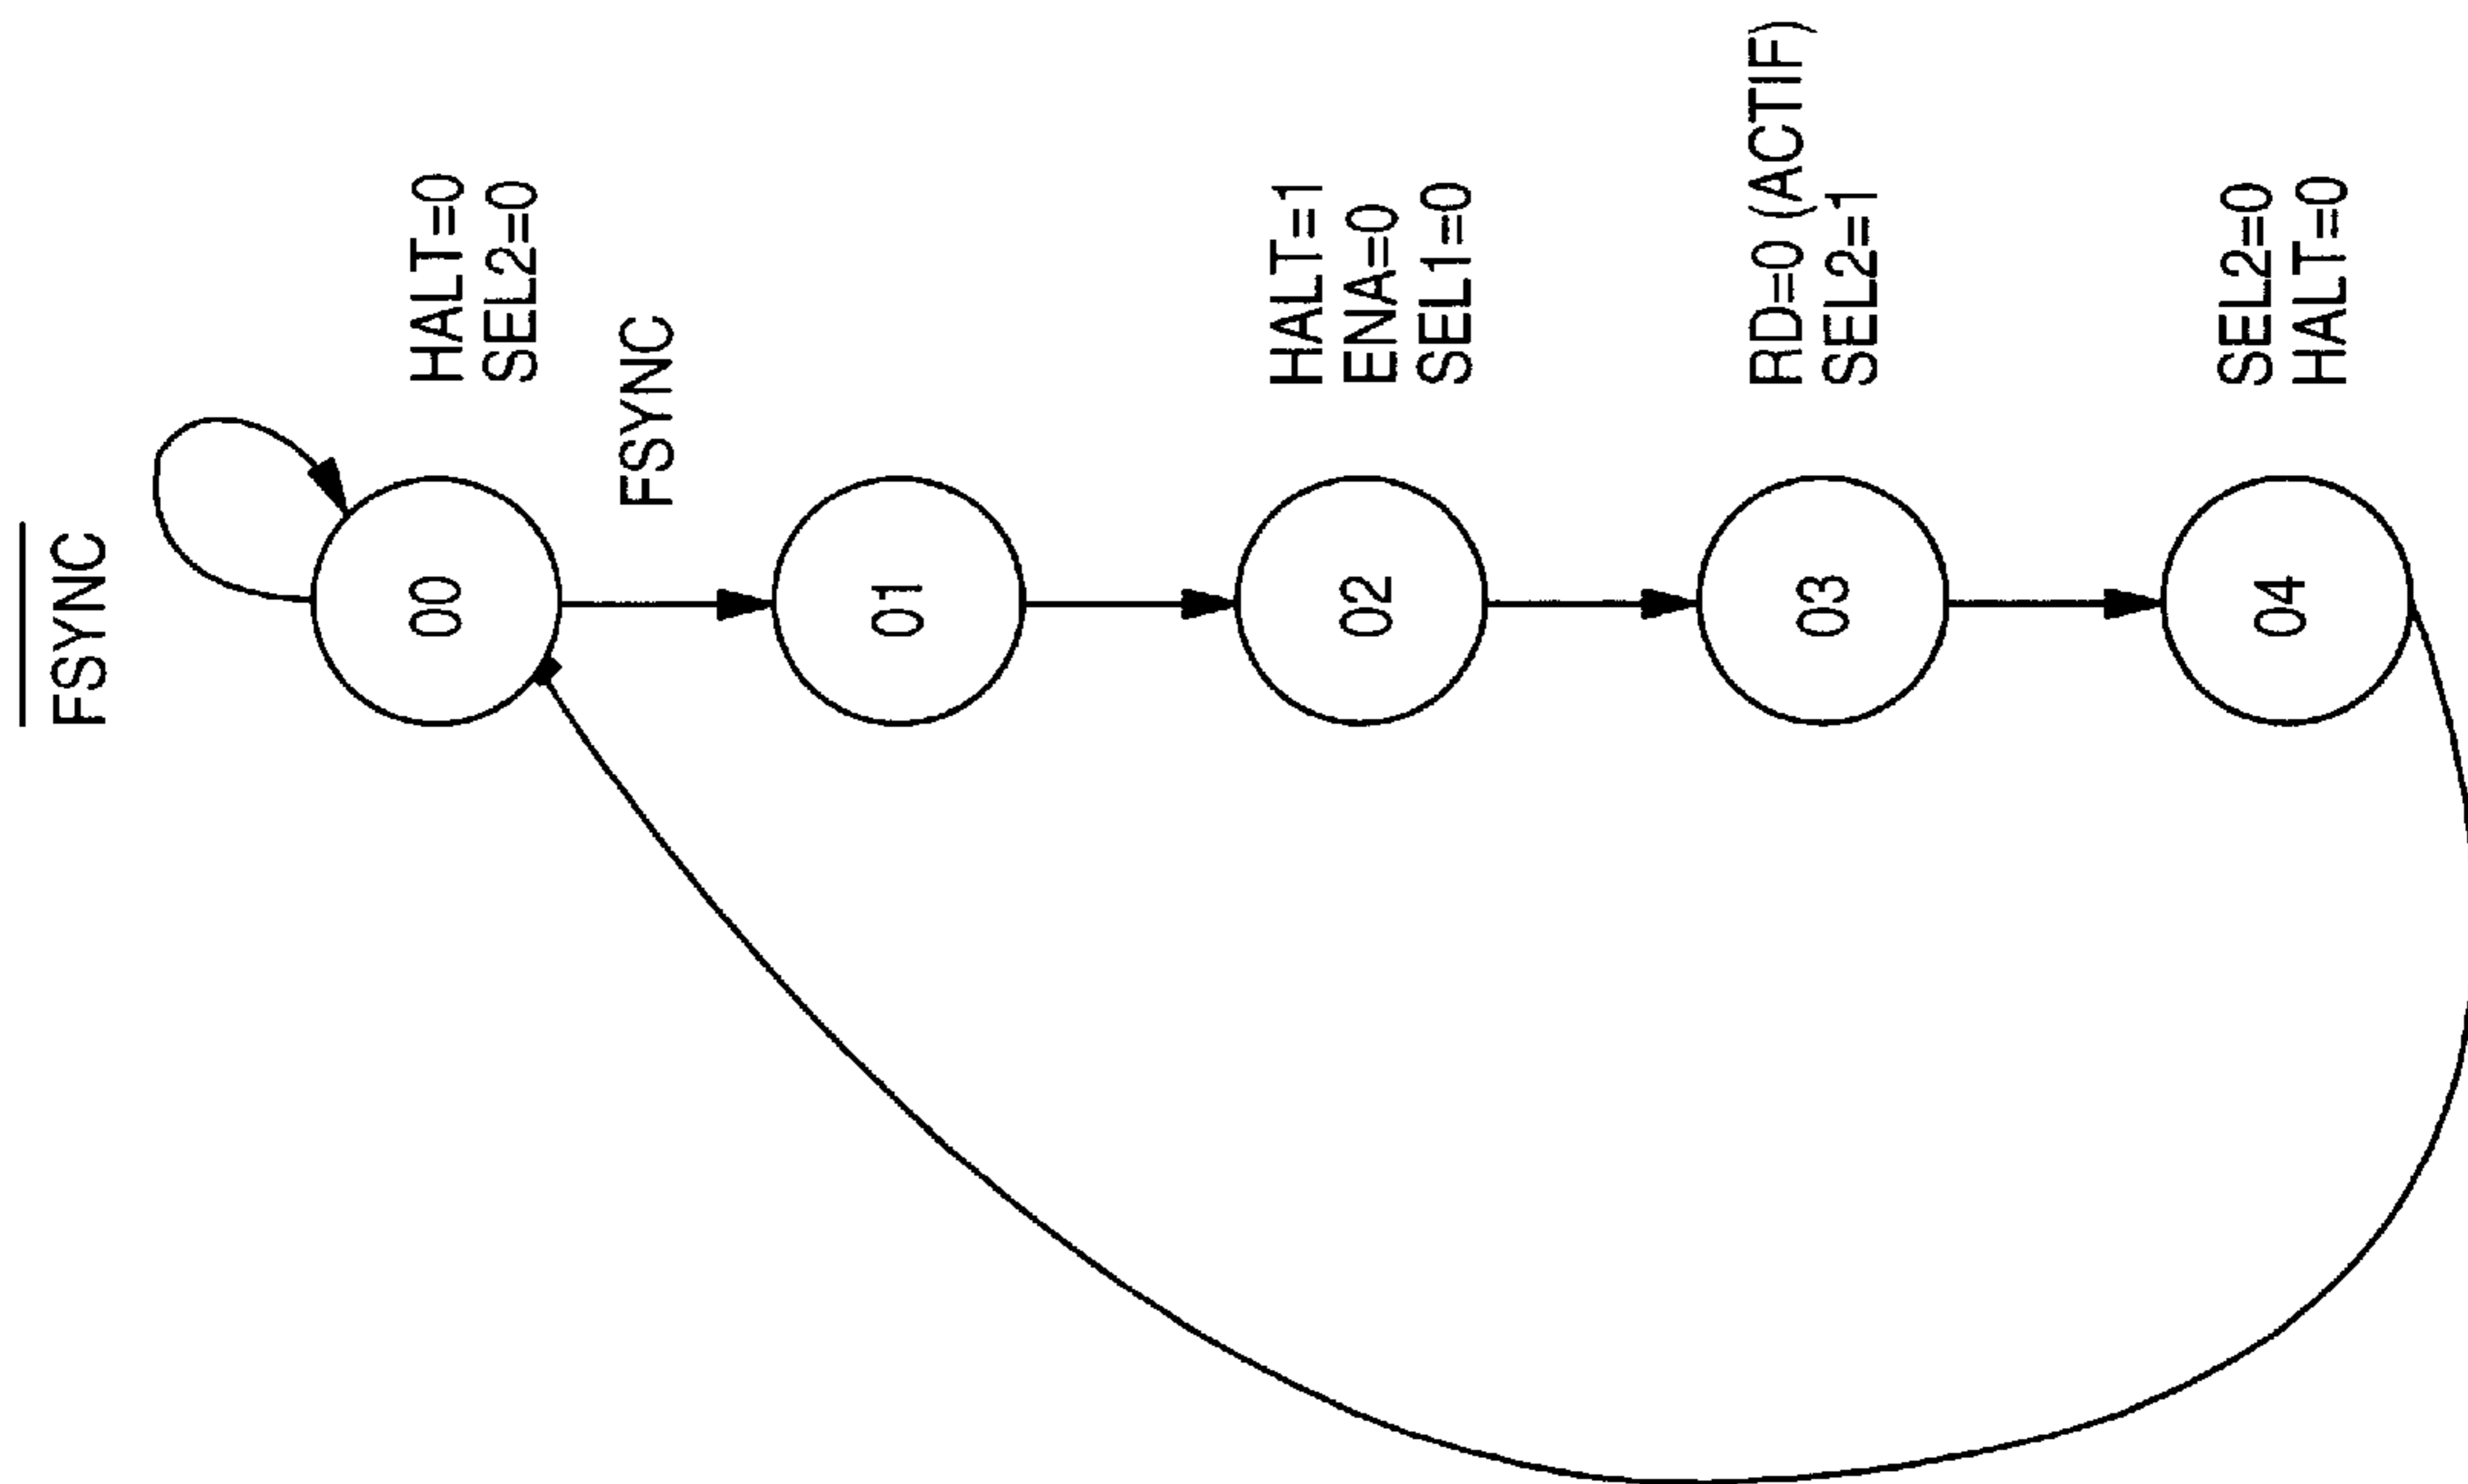 FSYNC
00
HALT=0
SEL2=0
FSYNC
01
02
HALT=1
ENA=0
SEL1=0
03
RD=0 (ACTIF)
SEL2=1
04
SEL2=0
HALT=0